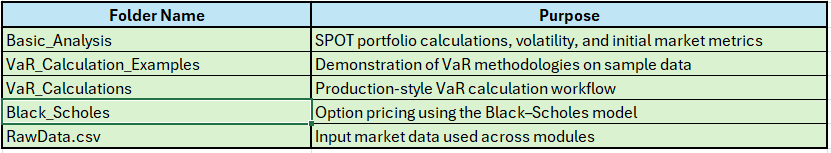 Folder Name Purpose
Basic_Analysis SPOT portfolio calculations, volatility, and initial market metrics
VaR_Calculation_Examples Demonstration of VaR methodologies on sample data
VaR_Calculations Production-style VaR calculation workflow
Black_Scholes Option pricing using the Black–Scholes model
RawData.csv Input market data used across modules